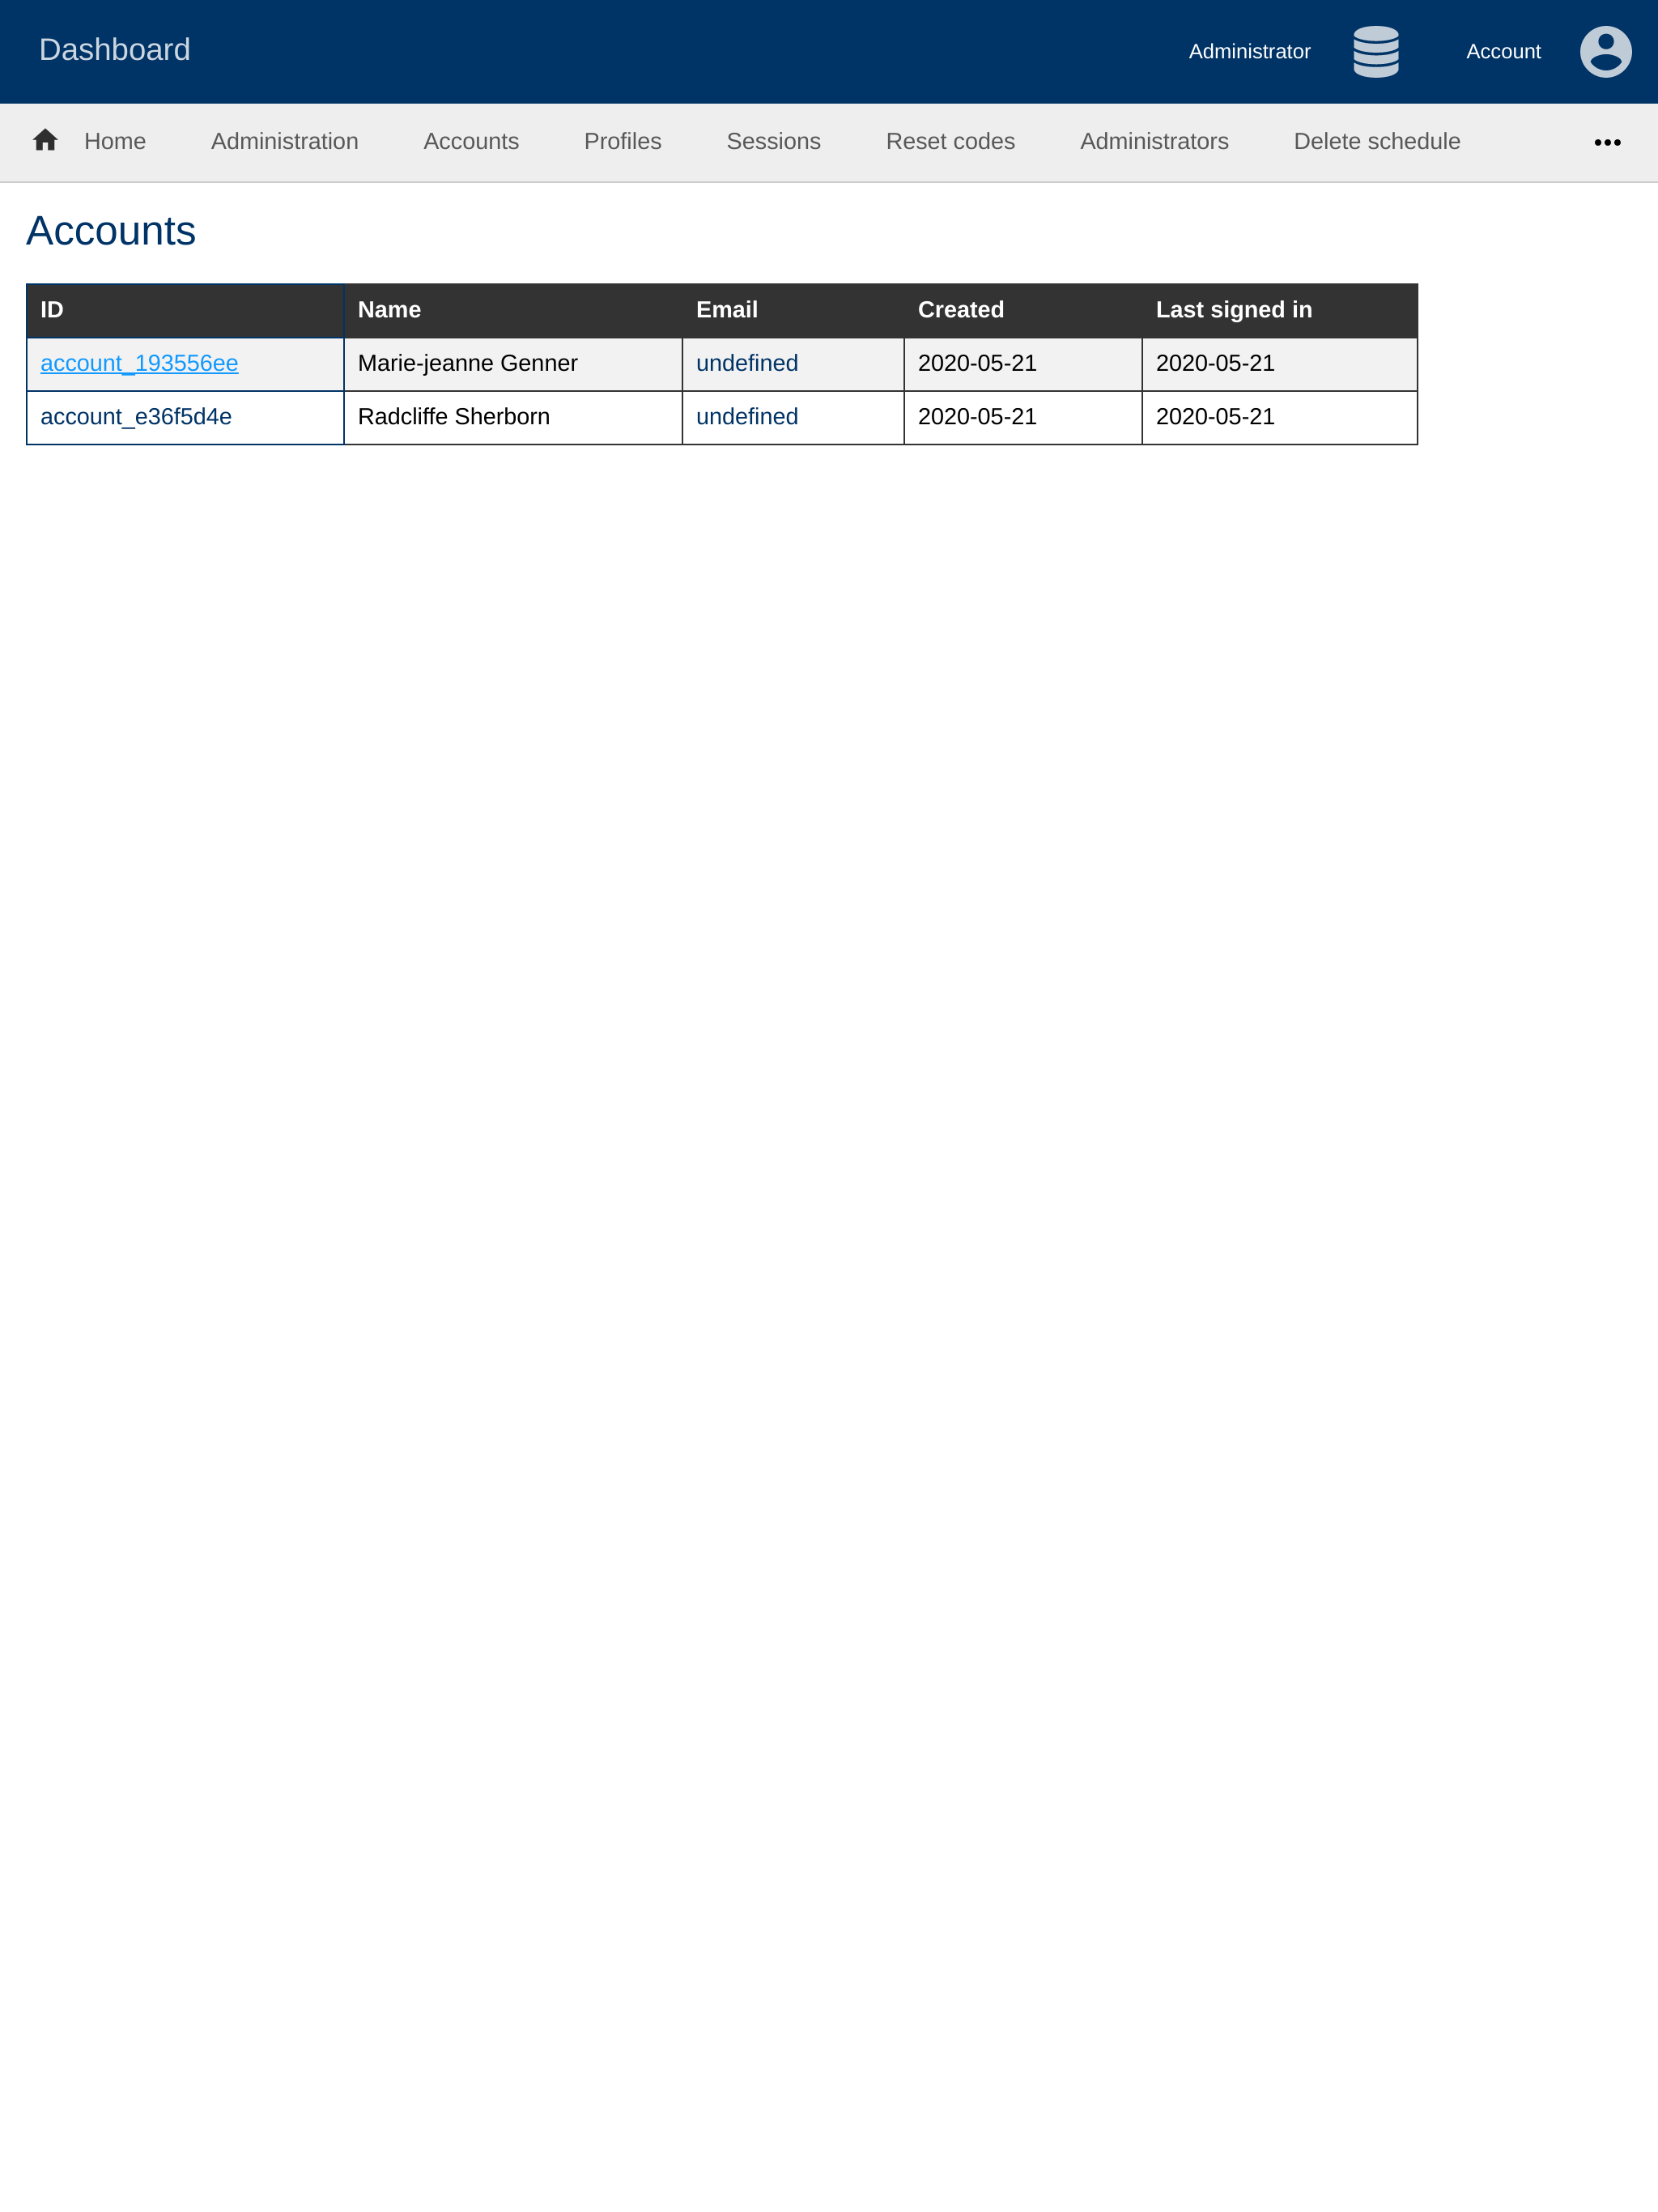 Dashboard Administrator Account
Home Administration Accounts Profiles Sessions Reset codes Administrators Delete schedule
Accounts
ID Name Email Created Last signed in
account_193556ee Marie-jeanne Genner undefined 2020-05-21 2020-05-21
account_e36f5d4e Radcliffe Sherborn undefined 2020-05-21 2020-05-21